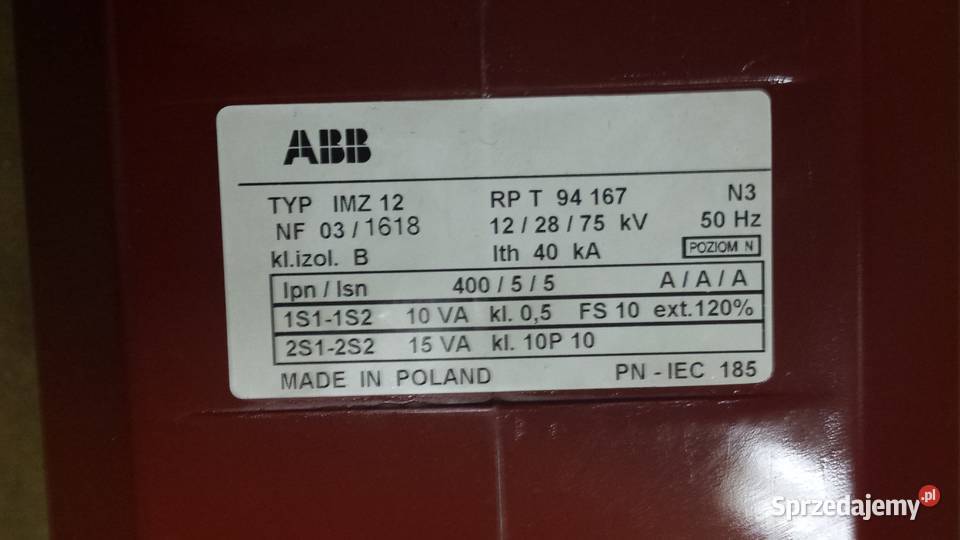 ABB
TYP IMZ 12 RP T 94 167 N3
NF 03 / 1618 12 / 28 / 75 kV 50 Hz
kl.izol. B Ith 40 kA POZIOM N
Ipn / Isn 400 / 5 / 5 A / A / A
1S1-1S2 10 VA kl. 0,5 FS 10 ext.120%
2S1-2S2 15 VA kl. 10P 10
MADE IN POLAND PN - IEC 185
Sprzedajemy.pl